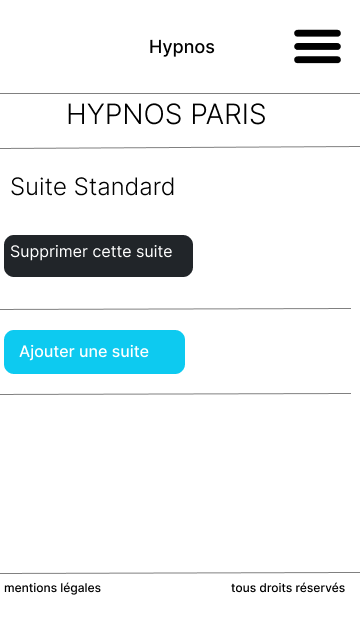 Hypnos
HYPNOS PARIS
Suite Standard
Supprimer cette suite
Ajouter une suite
mentions légales tous droits réservés